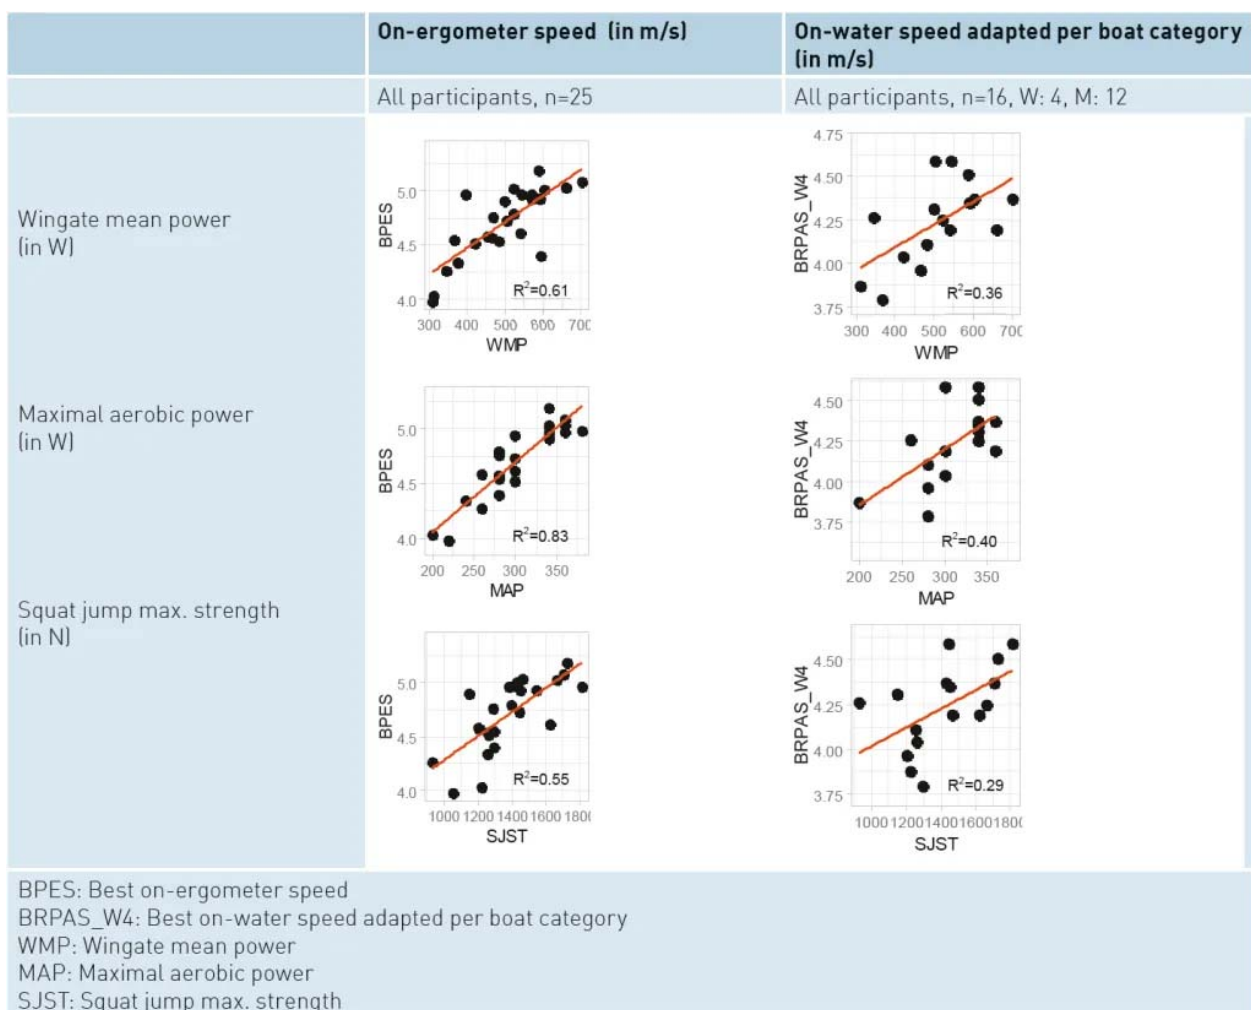 On-ergometer speed (in m/s)
On-water speed adapted per boat category
(in m/s)
All participants, n=25
All participants, n=16, W: 4, M: 12
Wingate mean power
(in W)
BPES
5.0
4.5
4.0
R²=0.61
300 400 500 600 700
WMP
BRPAS_W4
4.75
4.50
4.25
4.00
3.75
R²=0.36
300 400 500 600 700
WMP
Maximal aerobic power
(in W)
BPES
5.0
4.5
4.0
R²=0.83
200 250 300 350
MAP
BRPAS_W4
4.50
4.25
4.00
3.75
R²=0.40
200 250 300 350
MAP
Squat jump max. strength
(in N)
BPES
5.0
4.5
4.0
R²=0.55
1000 1200 1400 1600 1800
SJST
BRPAS_W4
4.50
4.25
4.00
3.75
R²=0.29
1000 1200 1400 1600 1800
SJST
BPES: Best on-ergometer speed
BRPAS_W4: Best on-water speed adapted per boat category
WMP: Wingate mean power
MAP: Maximal aerobic power
SJST: Squat jump max. strength